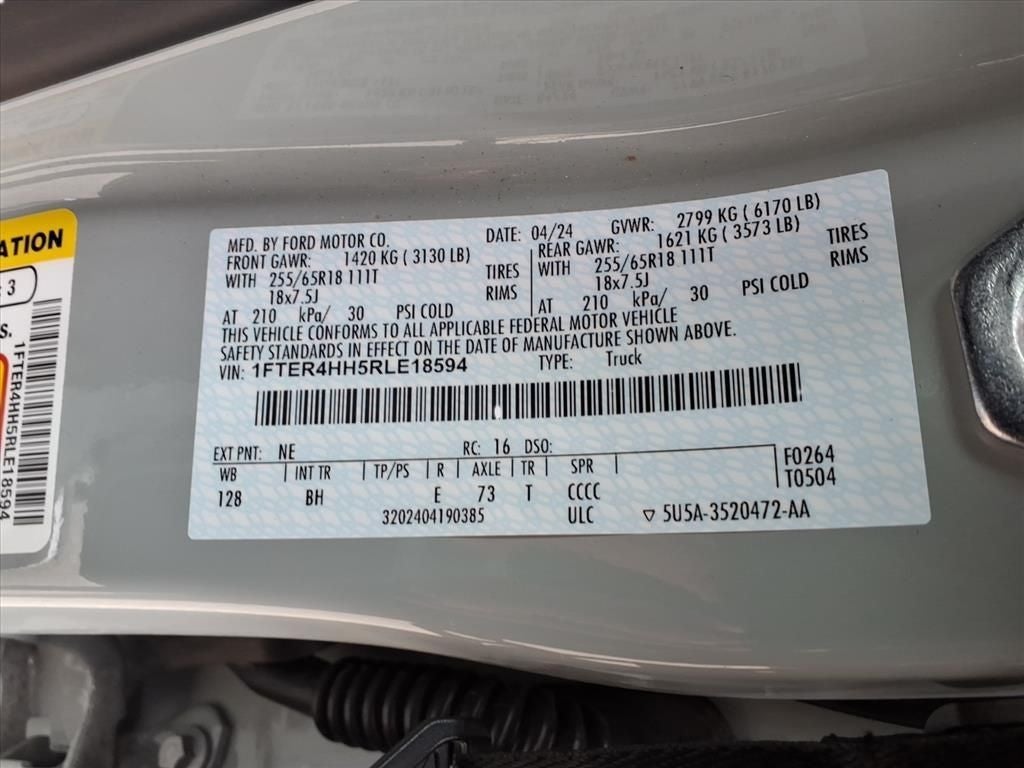 ATION
3
s.
1FTER4HH5RLE18594
MFD. BY FORD MOTOR CO. DATE: 04/24 GVWR: 2799 KG ( 6170 LB)
FRONT GAWR: 1420 KG ( 3130 LB) REAR GAWR: 1621 KG ( 3573 LB)
WITH 255/65R18 111T TIRES WITH 255/65R18 111T TIRES
18x7.5J RIMS 18x7.5J RIMS
AT 210 kPa/ 30 PSI COLD AT 210 kPa/ 30 PSI COLD
THIS VEHICLE CONFORMS TO ALL APPLICABLE FEDERAL MOTOR VEHICLE
SAFETY STANDARDS IN EFFECT ON THE DATE OF MANUFACTURE SHOWN ABOVE.
VIN: 1FTER4HH5RLE18594 TYPE: Truck
EXT PNT: NE RC: 16 DSO:
WB INT TR TP/PS R AXLE TR SPR F0264
128 BH E 73 T CCCC T0504
3202404190385 ULC ▽ 5U5A-3520472-AA